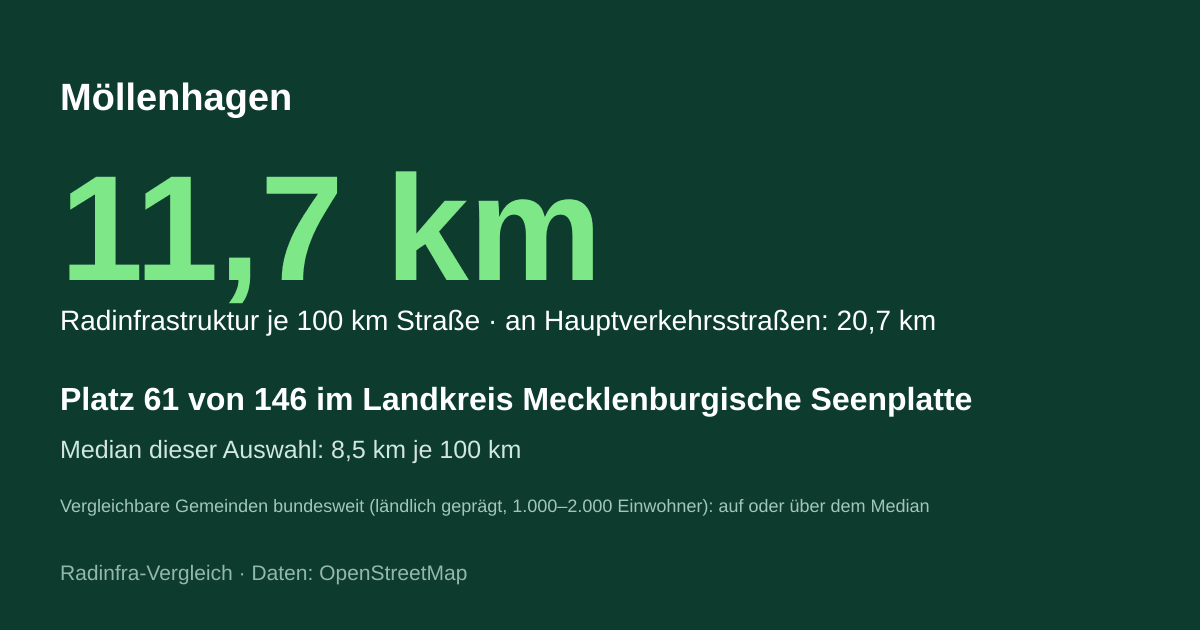 Möllenhagen
11,7 km
Radinfrastruktur je 100 km Straße · an Hauptverkehrsstraßen: 20,7 km
Platz 61 von 146 im Landkreis Mecklenburgische Seenplatte
Median dieser Auswahl: 8,5 km je 100 km
Vergleichbare Gemeinden bundesweit (ländlich geprägt, 1.000–2.000 Einwohner): auf oder über dem Median
Radinfra-Vergleich · Daten: OpenStreetMap